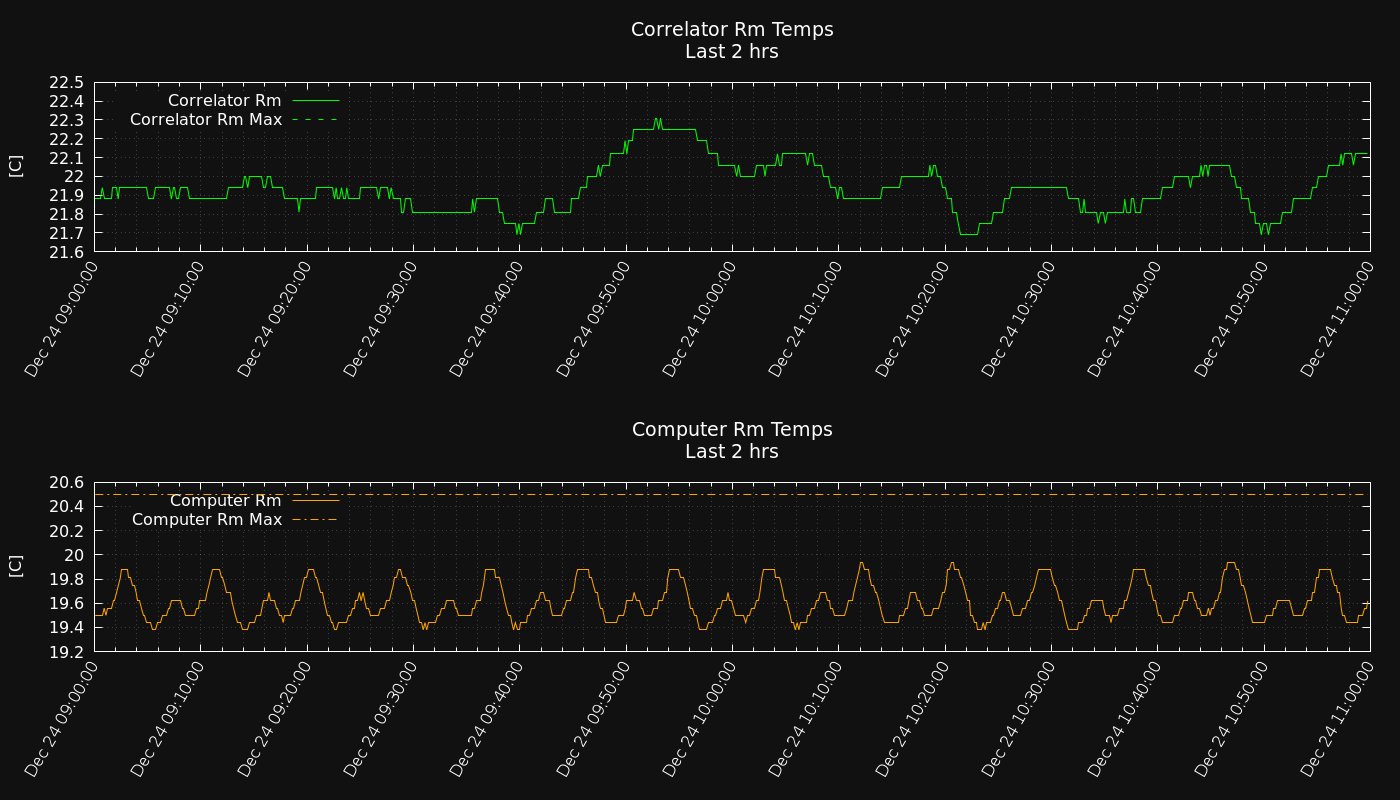 Correlator Rm Temps
Last 2 hrs
22.5
22.4
22.3
22.2
22.1
22
21.9
21.8
21.7
21.6
[C]
Correlator Rm
Correlator Rm Max
Dec 24 09:00:00
Dec 24 09:10:00
Dec 24 09:20:00
Dec 24 09:30:00
Dec 24 09:40:00
Dec 24 09:50:00
Dec 24 10:00:00
Dec 24 10:10:00
Dec 24 10:20:00
Dec 24 10:30:00
Dec 24 10:40:00
Dec 24 10:50:00
Dec 24 11:00:00
Computer Rm Temps
Last 2 hrs
20.6
20.4
20.2
20
19.8
19.6
19.4
19.2
[C]
Computer Rm
Computer Rm Max
Dec 24 09:00:00
Dec 24 09:10:00
Dec 24 09:20:00
Dec 24 09:30:00
Dec 24 09:40:00
Dec 24 09:50:00
Dec 24 10:00:00
Dec 24 10:10:00
Dec 24 10:20:00
Dec 24 10:30:00
Dec 24 10:40:00
Dec 24 10:50:00
Dec 24 11:00:00